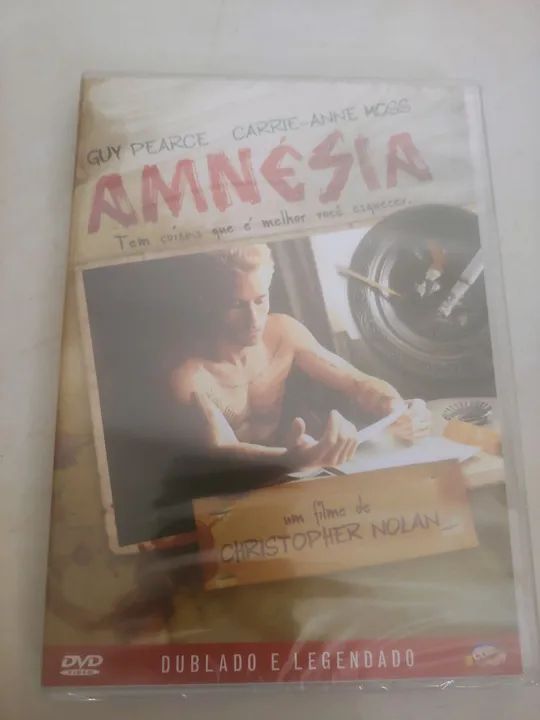 GUY PEARCE CARRIE-ANNE MOSS
AMNÉSIA
Tem coisas que é melhor você esquecer.
um filme de
CHRISTOPHER NOLAN
DVD
VIDEO
DUBLADO E LEGENDADO